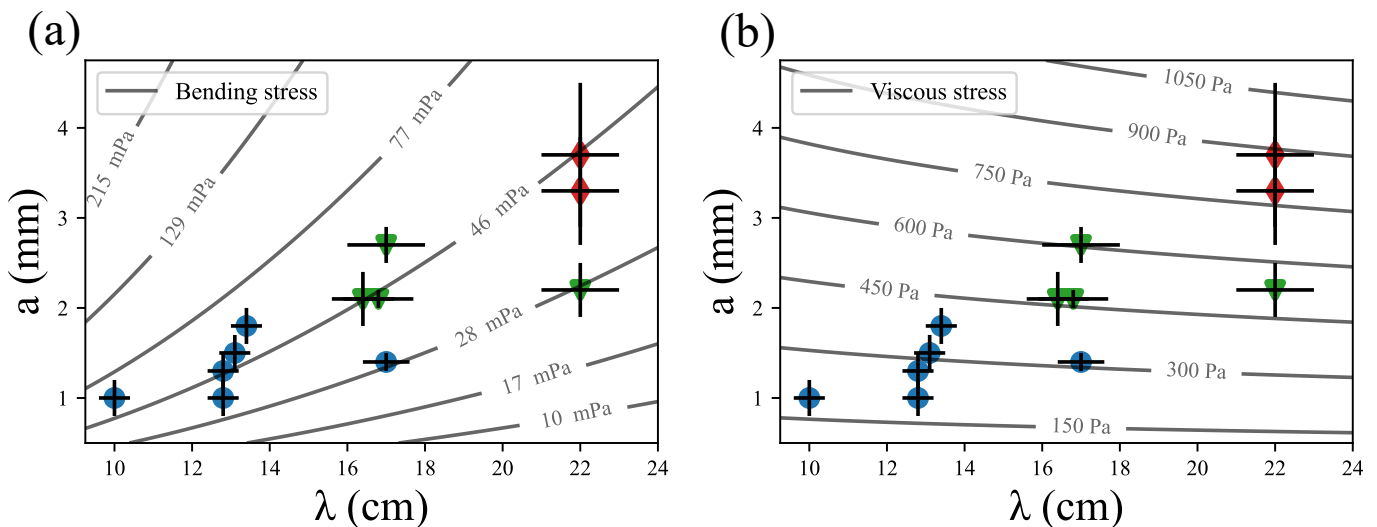 (a)
Bending stress
215 mPa
129 mPa
77 mPa
46 mPa
28 mPa
17 mPa
10 mPa
4
3
2
1
a (mm)
10 12 14 16 18 20 22 24
λ (cm)
(b)
Viscous stress
1050 Pa
900 Pa
750 Pa
600 Pa
450 Pa
300 Pa
150 Pa
4
3
2
1
a (mm)
10 12 14 16 18 20 22 24
λ (cm)